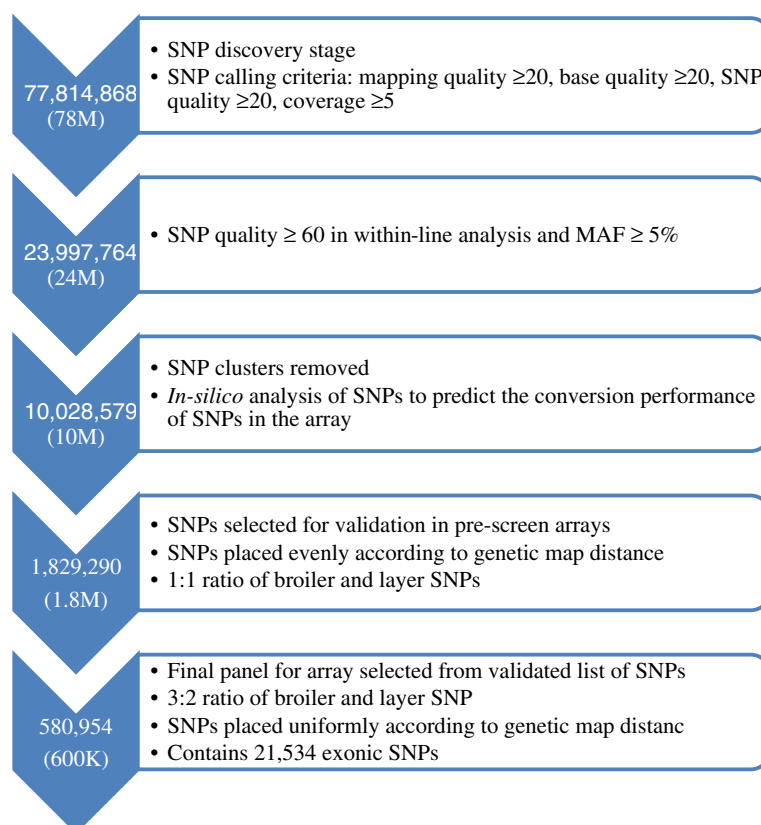 77,814,868
(78M)
• SNP discovery stage
• SNP calling criteria: mapping quality ≥20, base quality ≥20, SNP
quality ≥20, coverage ≥5
23,997,764
(24M)
• SNP quality ≥ 60 in within-line analysis and MAF ≥ 5%
10,028,579
(10M)
• SNP clusters removed
• In-silico analysis of SNPs to predict the conversion performance
of SNPs in the array
1,829,290
(1.8M)
• SNPs selected for validation in pre-screen arrays
• SNPs placed evenly according to genetic map distance
• 1:1 ratio of broiler and layer SNPs
580,954
(600K)
• Final panel for array selected from validated list of SNPs
• 3:2 ratio of broiler and layer SNP
• SNPs placed uniformly according to genetic map distanc
• Contains 21,534 exonic SNPs